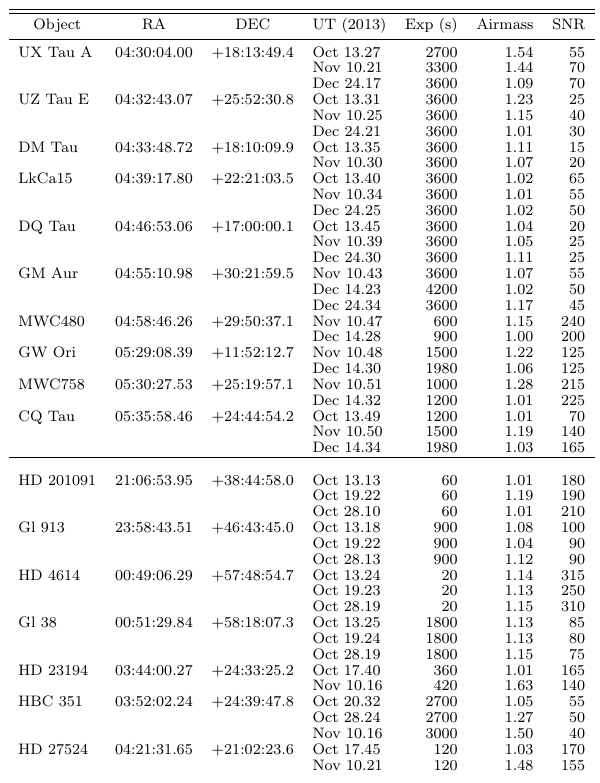 Object RA DEC UT (2013) Exp (s) Airmass SNR
UX Tau A 04:30:04.00 +18:13:49.4 Oct 13.27 2700 1.54 55
Nov 10.21 3300 1.44 70
Dec 24.17 3600 1.09 70
UZ Tau E 04:32:43.07 +25:52:30.8 Oct 13.31 3600 1.23 25
Nov 10.25 3600 1.15 40
Dec 24.21 3600 1.01 30
DM Tau 04:33:48.72 +18:10:09.9 Oct 13.35 3600 1.11 15
Nov 10.30 3600 1.07 20
LkCa15 04:39:17.80 +22:21:03.5 Oct 13.40 3600 1.02 65
Nov 10.34 3600 1.01 55
Dec 24.25 3600 1.02 50
DQ Tau 04:46:53.06 +17:00:00.1 Oct 13.45 3600 1.04 20
Nov 10.39 3600 1.05 25
Dec 24.30 3600 1.11 25
GM Aur 04:55:10.98 +30:21:59.5 Nov 10.43 3600 1.07 55
Dec 14.23 4200 1.02 50
Dec 24.34 3600 1.17 45
MWC480 04:58:46.26 +29:50:37.1 Nov 10.47 600 1.15 240
Dec 14.28 900 1.00 200
GW Ori 05:29:08.39 +11:52:12.7 Nov 10.48 1500 1.22 125
Dec 14.30 1980 1.06 125
MWC758 05:30:27.53 +25:19:57.1 Nov 10.51 1000 1.28 215
Dec 14.32 1200 1.01 225
CQ Tau 05:35:58.46 +24:44:54.2 Oct 13.49 1200 1.01 70
Nov 10.50 1500 1.19 140
Dec 14.34 1980 1.03 165
HD 201091 21:06:53.95 +38:44:58.0 Oct 13.13 60 1.01 180
Oct 19.22 60 1.19 190
Oct 28.10 60 1.01 210
Gl 913 23:58:43.51 +46:43:45.0 Oct 13.18 900 1.08 100
Oct 19.22 900 1.04 90
Oct 28.13 900 1.12 90
HD 4614 00:49:06.29 +57:48:54.7 Oct 13.24 20 1.14 315
Oct 19.23 20 1.13 250
Oct 28.19 20 1.15 310
Gl 38 00:51:29.84 +58:18:07.3 Oct 13.25 1800 1.13 85
Oct 19.24 1800 1.13 80
Oct 28.19 1800 1.15 75
HD 23194 03:44:00.27 +24:33:25.2 Oct 17.40 360 1.01 165
Nov 10.16 420 1.63 140
HBC 351 03:52:02.24 +24:39:47.8 Oct 20.32 2700 1.05 55
Oct 28.24 2700 1.27 50
Nov 10.16 3000 1.50 40
HD 27524 04:21:31.65 +21:02:23.6 Oct 17.45 120 1.03 170
Nov 10.21 120 1.48 155